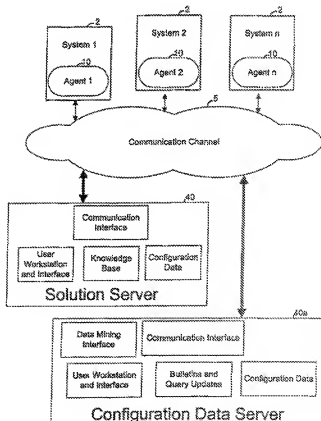 2
2
2
System 1
System 2
System n
10
10
10
Agent 1
Agent 2
Agent n
5
Communication Channel
40
Communication
Interface
User
Workstation
and Interface
Knowledge
Base
Configuration
Data
Solution Server
40a
Data Mining
Interface
Communication Interface
User Workstation
and Interface
Bulletins and
Query Updates
Configuration Data
Configuration Data Server